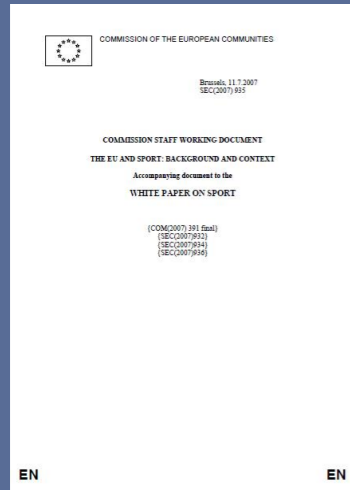 COMMISSION OF THE EUROPEAN COMMUNITIES
Brussels, 11.7.2007
SEC(2007) 935
COMMISSION STAFF WORKING DOCUMENT
THE EU AND SPORT: BACKGROUND AND CONTEXT
Accompanying document to the
WHITE PAPER ON SPORT
{COM(2007) 391 final}
{SEC(2007)932}
{SEC(2007)934}
{SEC(2007)936}
EN EN